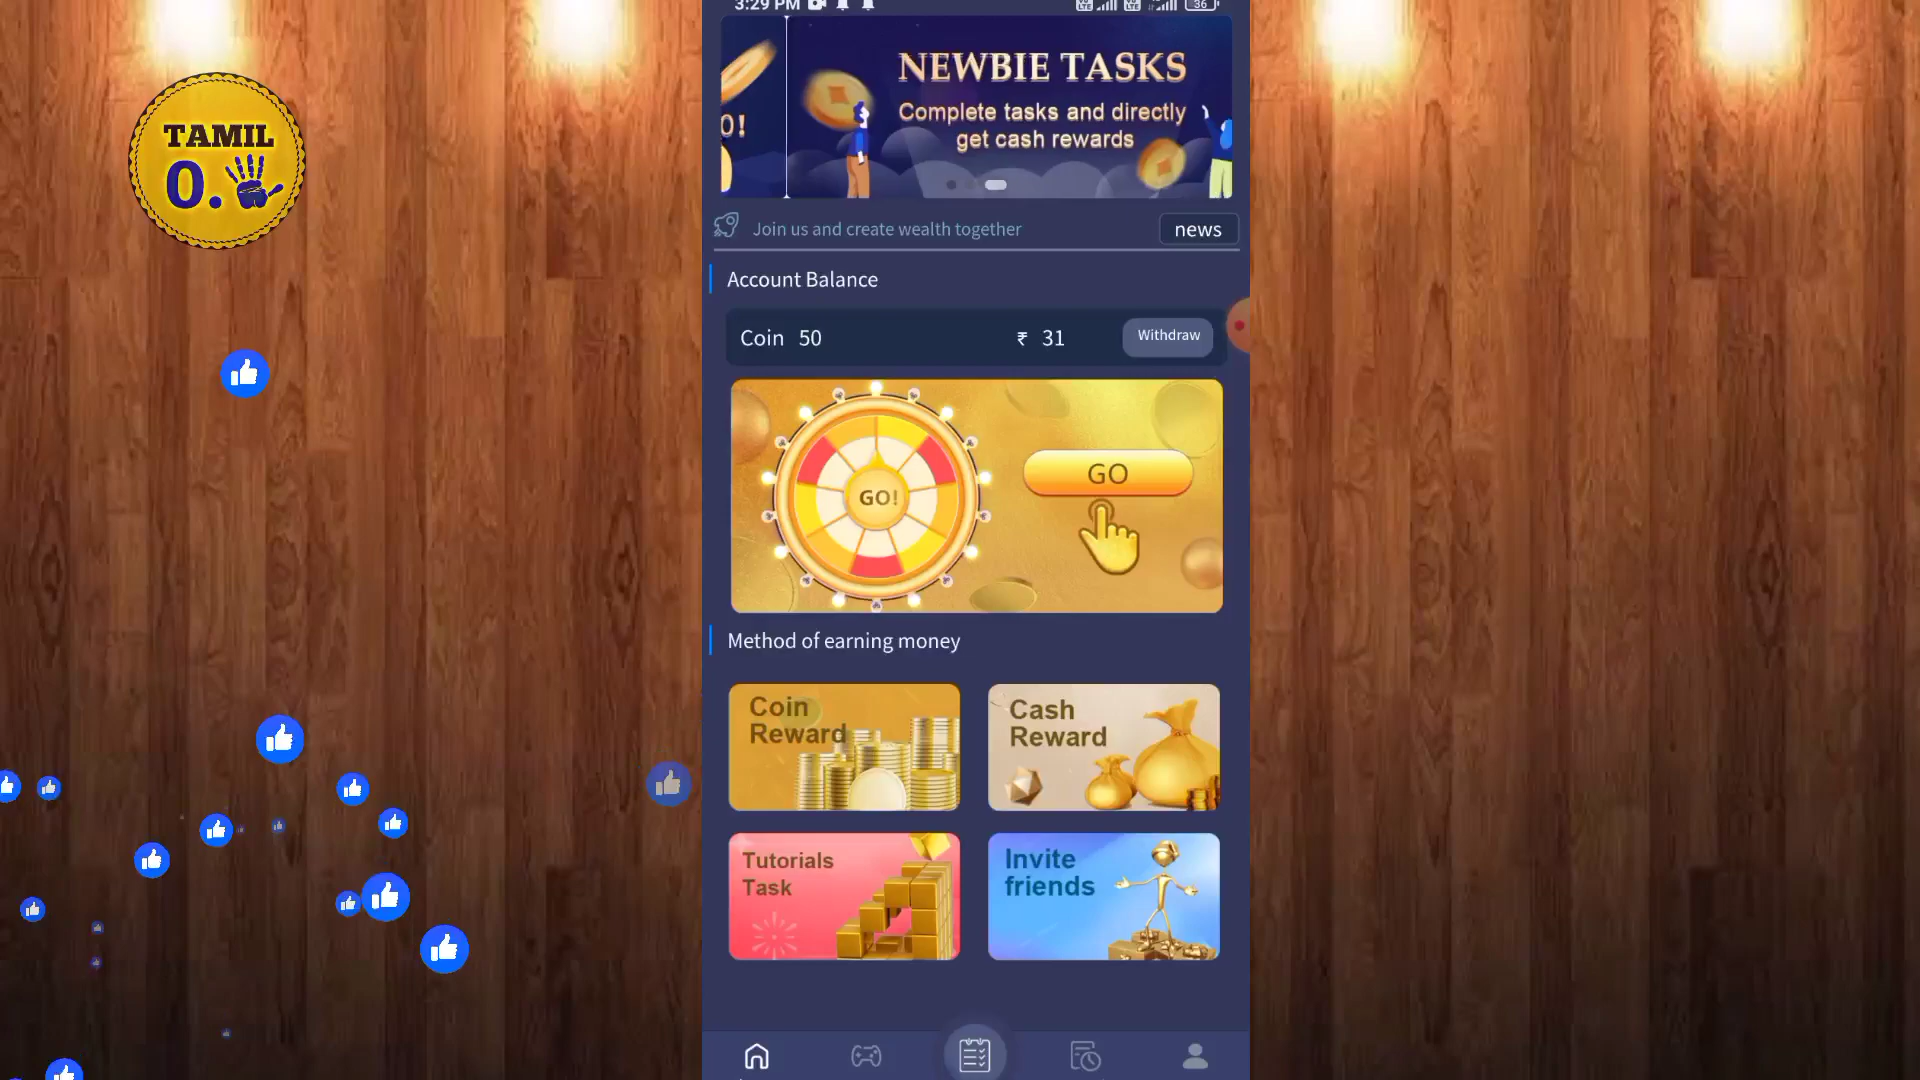 TAMIL
0.
3:29 PM
36
0!
NEWBIE TASKS
Complete tasks and directly
get cash rewards
Join us and create wealth together
news
Account Balance
Coin 50
₹ 31
Withdraw
GO!
GO
Method of earning money
Coin
Reward
Cash
Reward
Tutorials
Task
Invite
friends